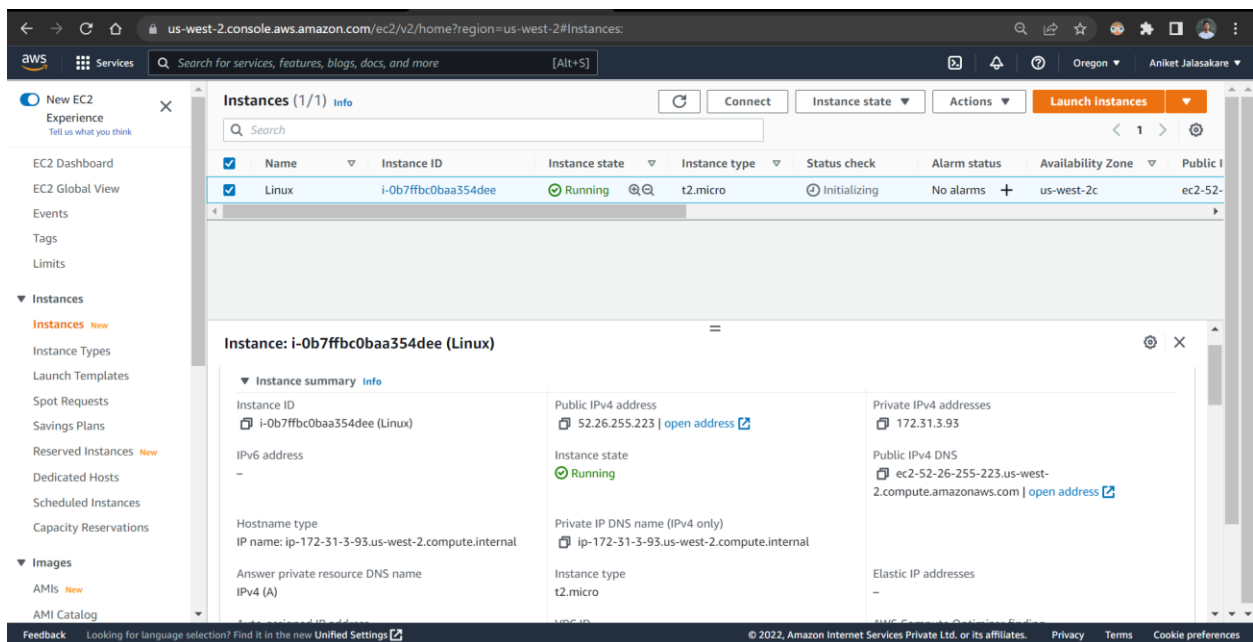 us-west-2.console.aws.amazon.com/ec2/v2/home?region=us-west-2#Instances:
aws Services Search for services, features, blogs, docs, and more [Alt+S] Oregon ▼ Aniket Jalasakare ▼
New EC2 Experience
Tell us what you think
EC2 Dashboard
EC2 Global View
Events
Tags
Limits
▼ Instances
Instances New
Instance Types
Launch Templates
Spot Requests
Savings Plans
Reserved Instances New
Dedicated Hosts
Scheduled Instances
Capacity Reservations
▼ Images
AMIs New
AMI Catalog
Instances (1/1) Info Connect Instance state ▼ Actions ▼ Launch instances ▼
Search < 1 >
Name Instance ID Instance state Instance type Status check Alarm status Availability Zone Public I
Linux i-0b7ffbc0baa354dee Running t2.micro Initializing No alarms + us-west-2c ec2-52-
Instance: i-0b7ffbc0baa354dee (Linux)
▼ Instance summary Info
Instance ID Public IPv4 address Private IPv4 addresses
i-0b7ffbc0baa354dee (Linux) 52.26.255.223 | open address 172.31.3.93
IPv6 address Instance state Public IPv4 DNS
– Running ec2-52-26-255-223.us-west-
2.compute.amazonaws.com | open address
Hostname type Private IP DNS name (IPv4 only)
IP name: ip-172-31-3-93.us-west-2.compute.internal ip-172-31-3-93.us-west-2.compute.internal
Answer private resource DNS name Instance type Elastic IP addresses
IPv4 (A) t2.micro –
Feedback Looking for language selection? Find it in the new Unified Settings © 2022, Amazon Internet Services Private Ltd. or its affiliates. Privacy Terms Cookie preferences